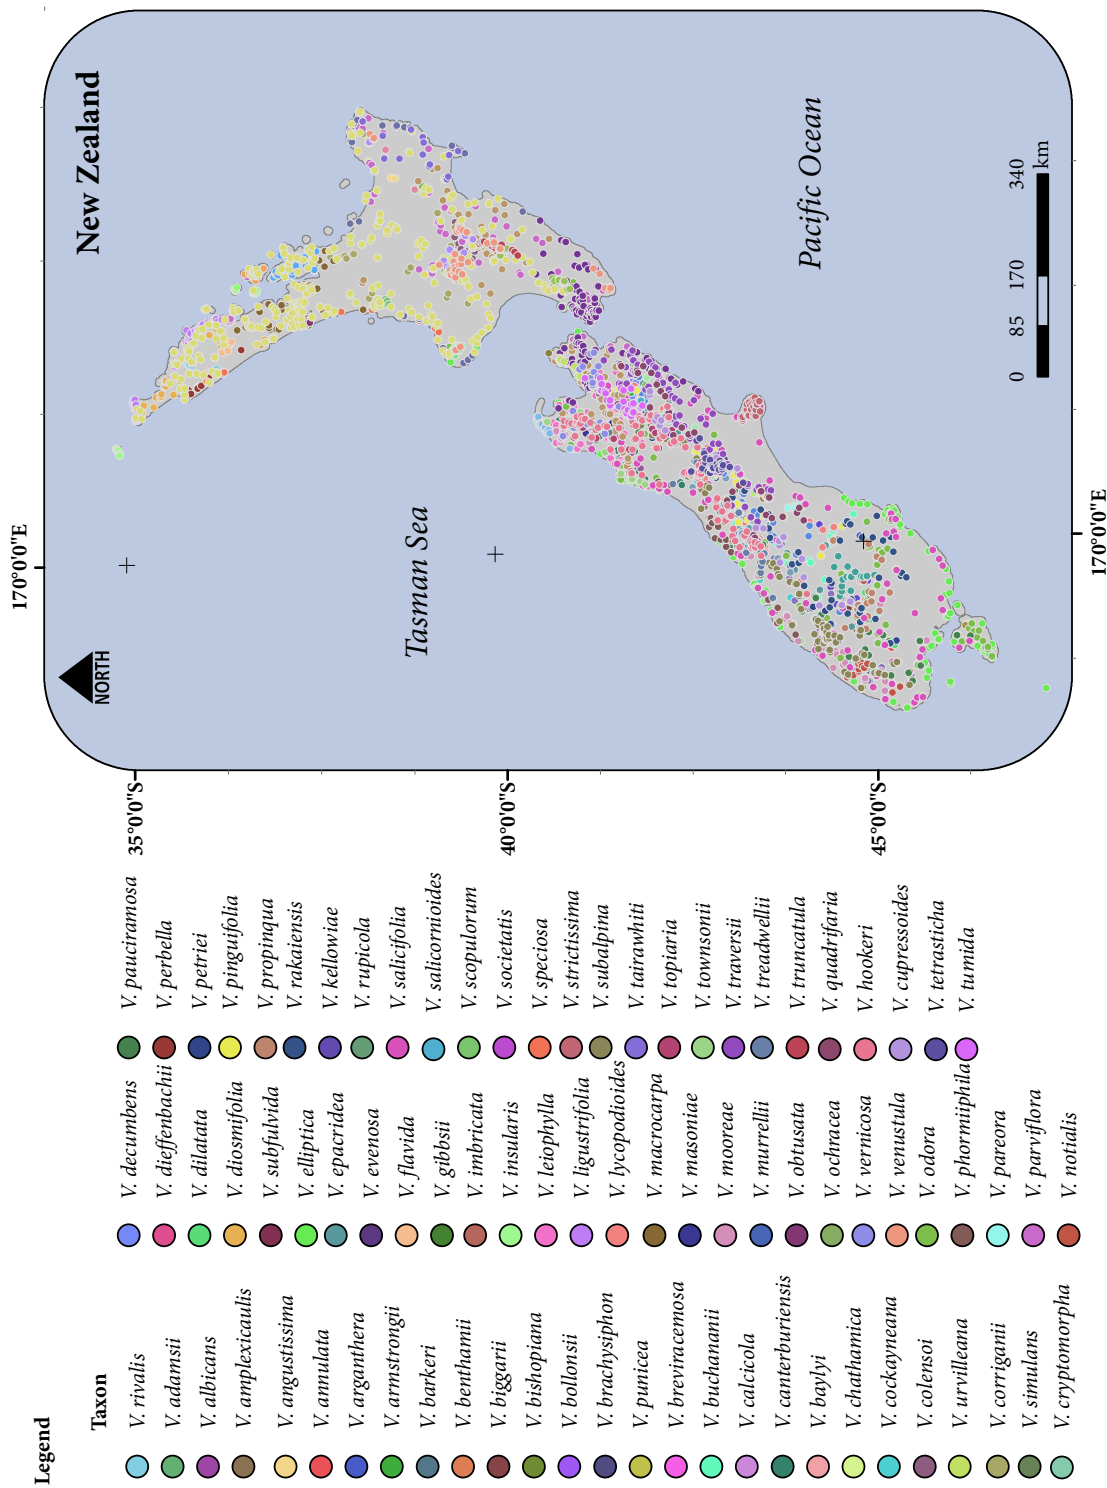 New Zealand
170°0'0"E
NORTH
Tasman Sea
Pacific Ocean
0 85 170 340
km
170°0'0"E
35°0'0"S
40°0'0"S
45°0'0"S
Legend
Taxon
V. rivalis
V. adamsii
V. albicans
V. amplexicaulis
V. angustissima
V. annulata
V. arganthera
V. armstrongii
V. barkeri
V. benthamii
V. biggarii
V. bishopiana
V. bollonsii
V. brachysiphon
V. punicea
V. breviracemosa
V. buchananii
V. calcicola
V. canterburiensis
V. baylyi
V. chathamica
V. cockayneana
V. colensoi
V. urvilleana
V. corriganii
V. simulans
V. cryptomorpha
V. decumbens
V. dieffenbachii
V. dilatata
V. diosmifolia
V. subfulvida
V. elliptica
V. epacridea
V. evenosa
V. flavida
V. gibbsii
V. imbricata
V. insularis
V. leiophylla
V. ligustrifolia
V. lycopodioides
V. macrocarpa
V. masoniae
V. mooreae
V. murrellii
V. obtusata
V. ochracea
V. vernicosa
V. venustula
V. odora
V. phormiiphila
V. pareora
V. parviflora
V. notialis
V. pauciramosa
V. perbella
V. petriei
V. pinguifolia
V. propinqua
V. rakaiensis
V. kellowiae
V. rupicola
V. salicifolia
V. salicornioides
V. scopulorum
V. societatis
V. speciosa
V. strictissima
V. subalpina
V. tairawhiti
V. topiaria
V. townsonii
V. traversii
V. treadwellii
V. truncatula
V. quadrifaria
V. hookeri
V. cupressoides
V. tetrasticha
V. tumida